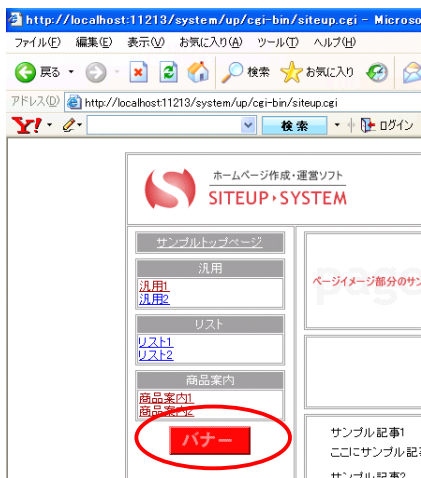 http://localhost:11213/system/up/cgi-bin/siteup.cgi - Microso
ファイル(F) 編集(E) 表示(V) お気に入り(A) ツール(T) ヘルプ(H)
戻る 検索 お気に入り
アドレス(D) http://localhost:11213/system/up/cgi-bin/siteup.cgi
Y! 検索 ログイン
ホームページ作成・運営ソフト
SITEUP・SYSTEM
サンプルトップページ
汎用
汎用1
汎用2
ページイメージ部分のサン
page
リスト
リスト1
リスト2
商品案内
商品案内1
商品案内2
バナー
サンプル記事1
ここにサンプル記
サンプル記事2